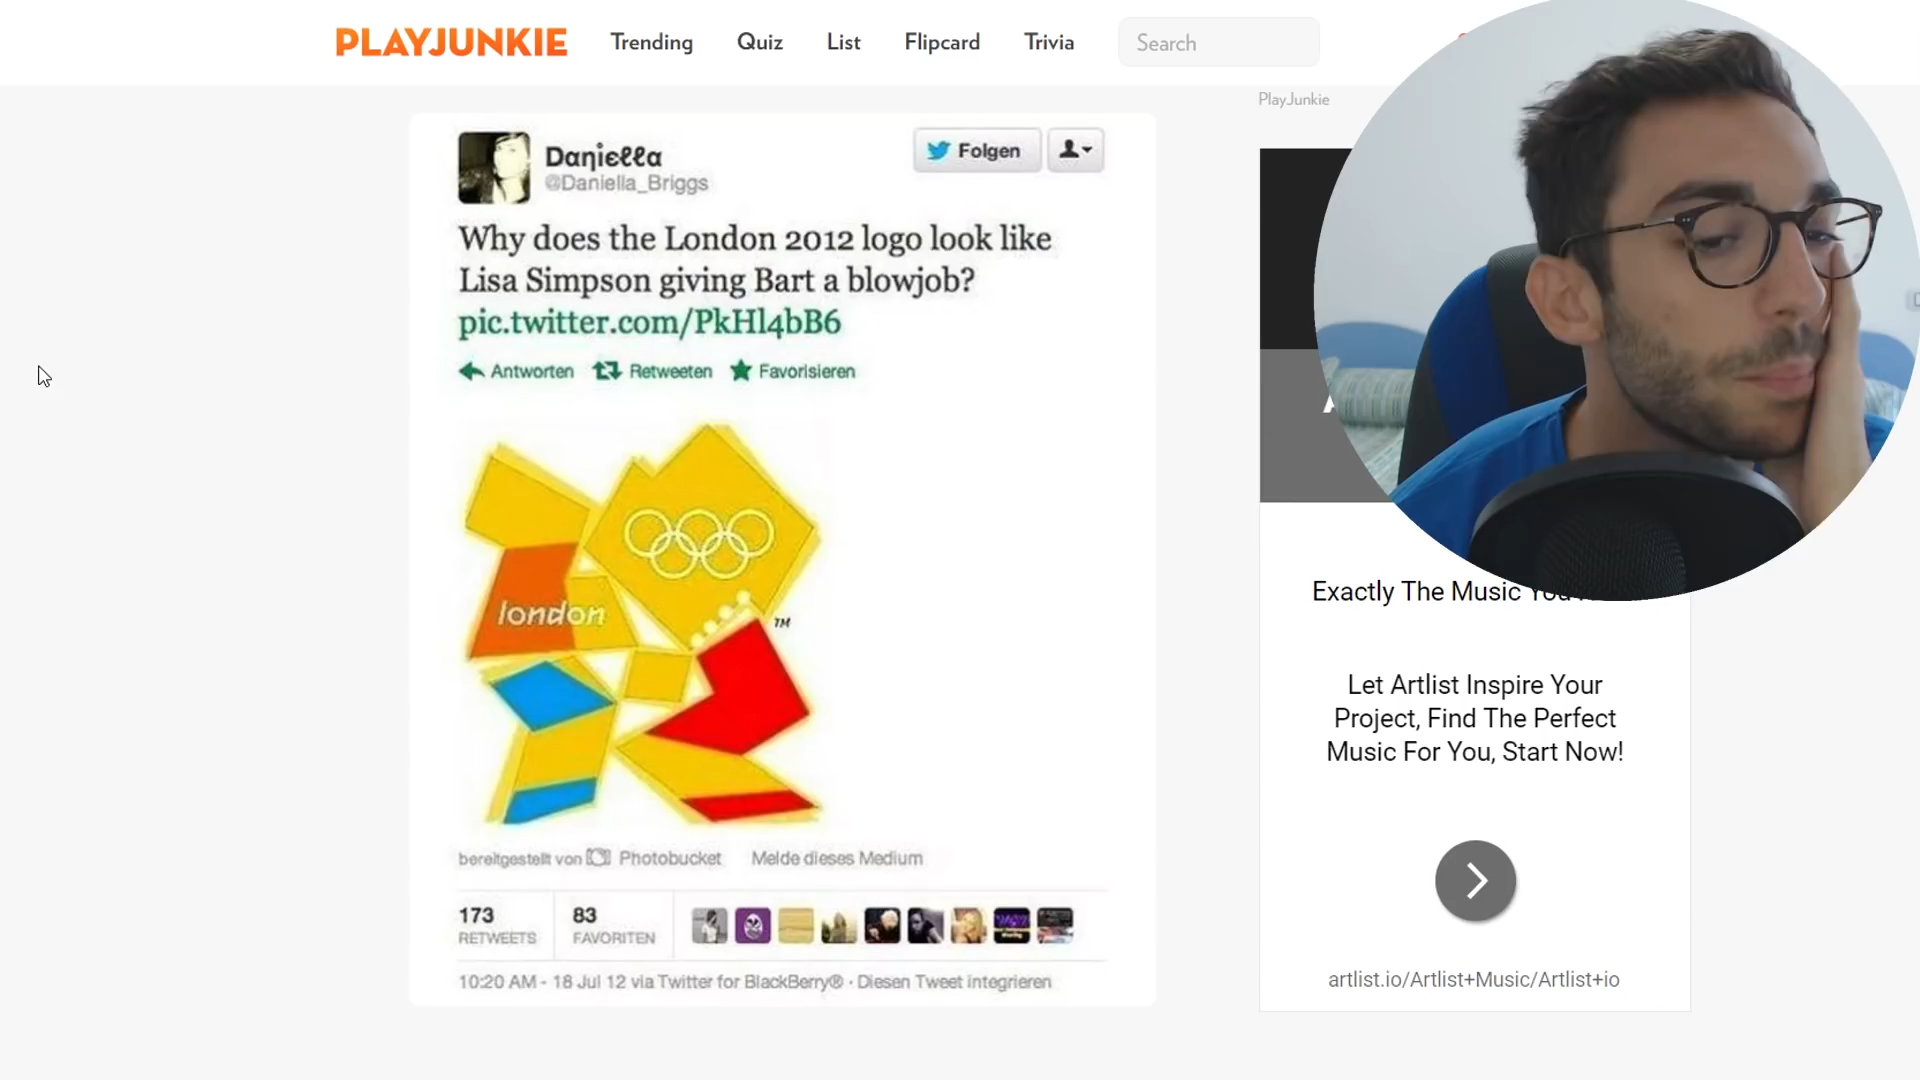 PLAYJUNKIE
Trending
Quiz
List
Flipcard
Trivia
Search
PlayJunkie
Daηiєℓℓα
@Daniella_Briggs
Folgen
Why does the London 2012 logo look like
Lisa Simpson giving Bart a blowjob?
pic.twitter.com/PkHl4bB6
Antworten
Retweeten
Favorisieren
london
TM
bereitgestellt von Photobucket
Melde dieses Medium
173
RETWEETS
83
FAVORITEN
10:20 AM - 18 Jul 12 via Twitter for BlackBerry® · Diesen Tweet integrieren
Exactly The Music You
Let Artlist Inspire Your
Project, Find The Perfect
Music For You, Start Now!
artlist.io/Artlist+Music/Artlist+io